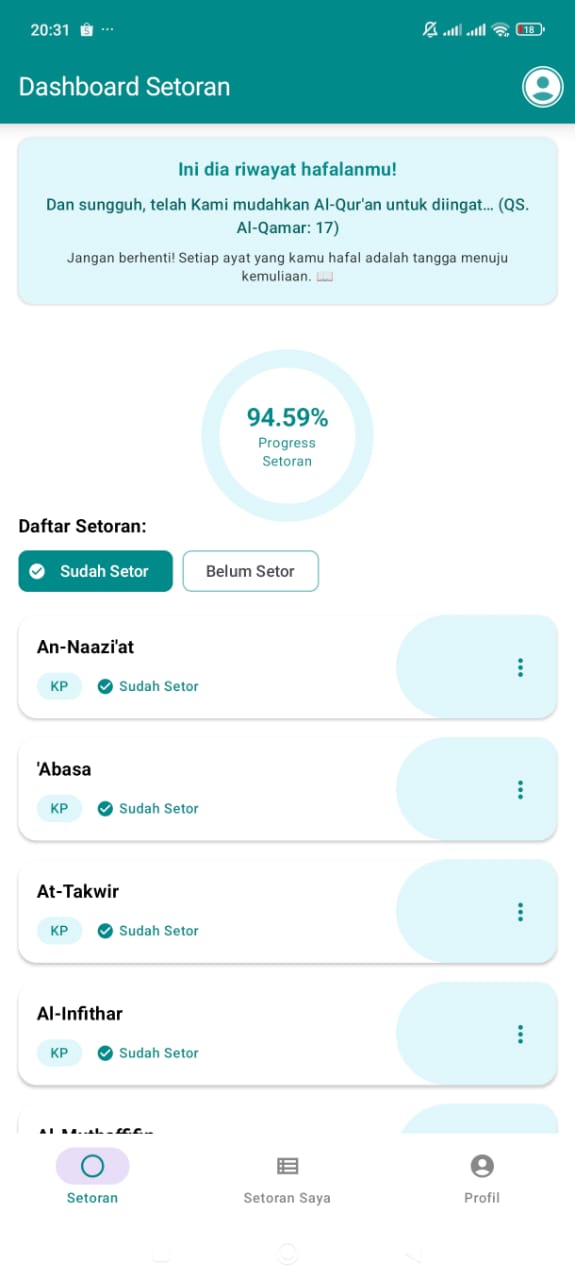 20:31
18
Dashboard Setoran
Ini dia riwayat hafalanmu!
Dan sungguh, telah Kami mudahkan Al-Qur'an untuk diingat... (QS.
Al-Qamar: 17)
Jangan berhenti! Setiap ayat yang kamu hafal adalah tangga menuju
kemuliaan. 📖
94.59%
Progress
Setoran
Daftar Setoran:
Sudah Setor
Belum Setor
An-Naazi'at
KP
Sudah Setor
'Abasa
KP
Sudah Setor
At-Takwir
KP
Sudah Setor
Al-Infithar
KP
Sudah Setor
Al-Muthaffifin
Setoran
Setoran Saya
Profil